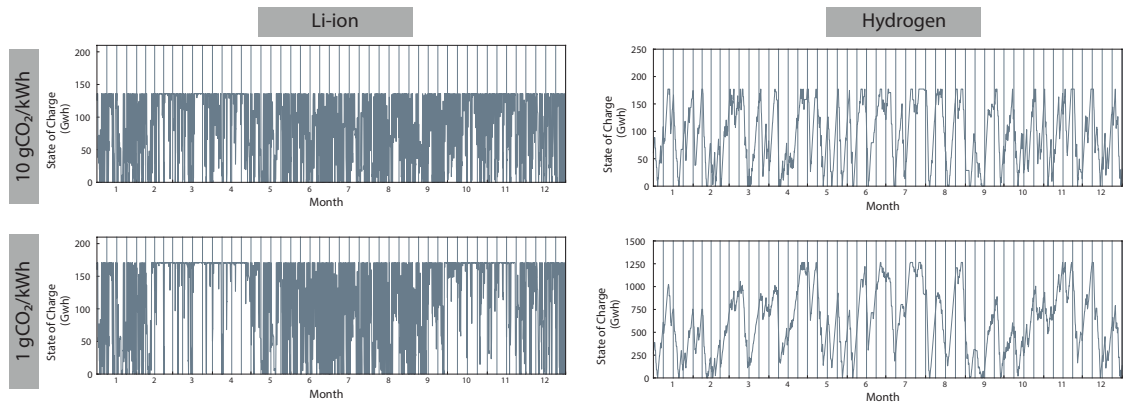 Li-ion
Hydrogen
10 gCO₂/kWh
State of Charge
(Gwh)
200
150
100
50
0
1 2 3 4 5 6 7 8 9 10 11 12
Month
State of Charge
(Gwh)
250
200
150
100
50
0
1 2 3 4 5 6 7 8 9 10 11 12
Month
1 gCO₂/kWh
State of Charge
(Gwh)
200
150
100
50
0
1 2 3 4 5 6 7 8 9 10 11 12
Month
State of Charge
(Gwh)
1500
1250
1000
750
500
250
0
1 2 3 4 5 6 7 8 9 10 11 12
Month